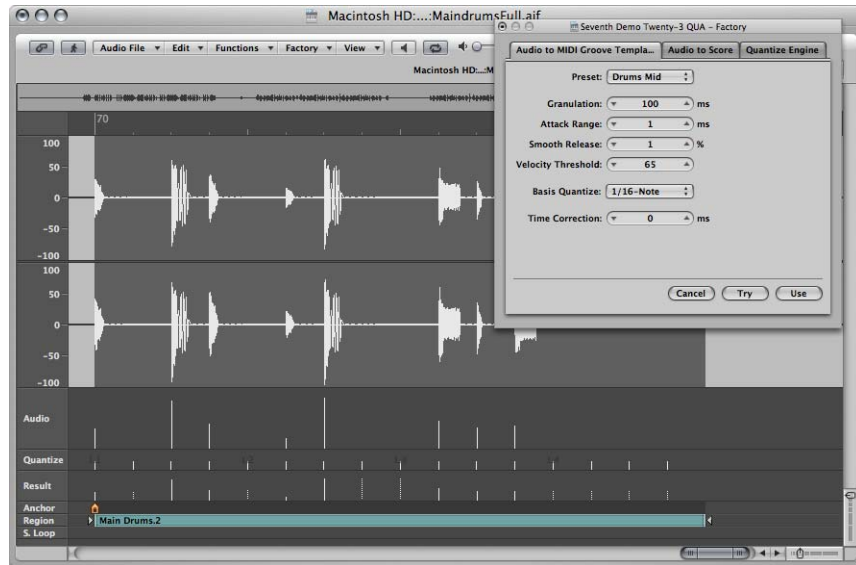 Macintosh HD:...:MaindrumsFull.aif
Seventh Demo Twenty-3 QUA - Factory
Audio File Edit Functions Factory View
Macintosh HD:...:M
Audio to MIDI Groove Templa... Audio to Score Quantize Engine
Preset: Drums Mid
Granulation: 100 ms
Attack Range: 1 ms
Smooth Release: 1 %
Velocity Threshold: 65
Basis Quantize: 1/16-Note
Time Correction: 0 ms
Cancel Try Use
70
100
50
0
-50
-100
100
50
0
-50
-100
Audio
Quantize
Result
Anchor
Region Main Drums.2
S. Loop